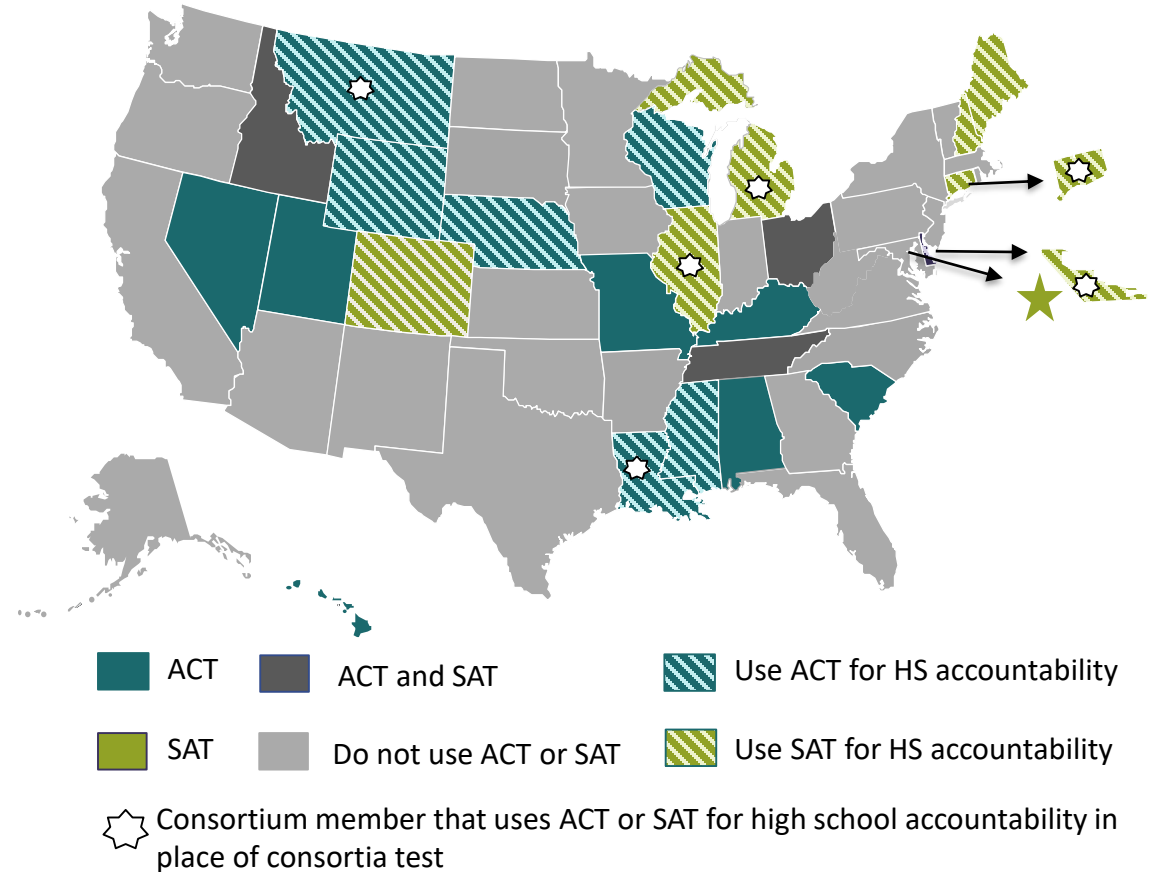 ACT
ACT and SAT
Use ACT for HS accountability
SAT
Do not use ACT or SAT
Use SAT for HS accountability
Consortium member that uses ACT or SAT for high school accountability in
place of consortia test